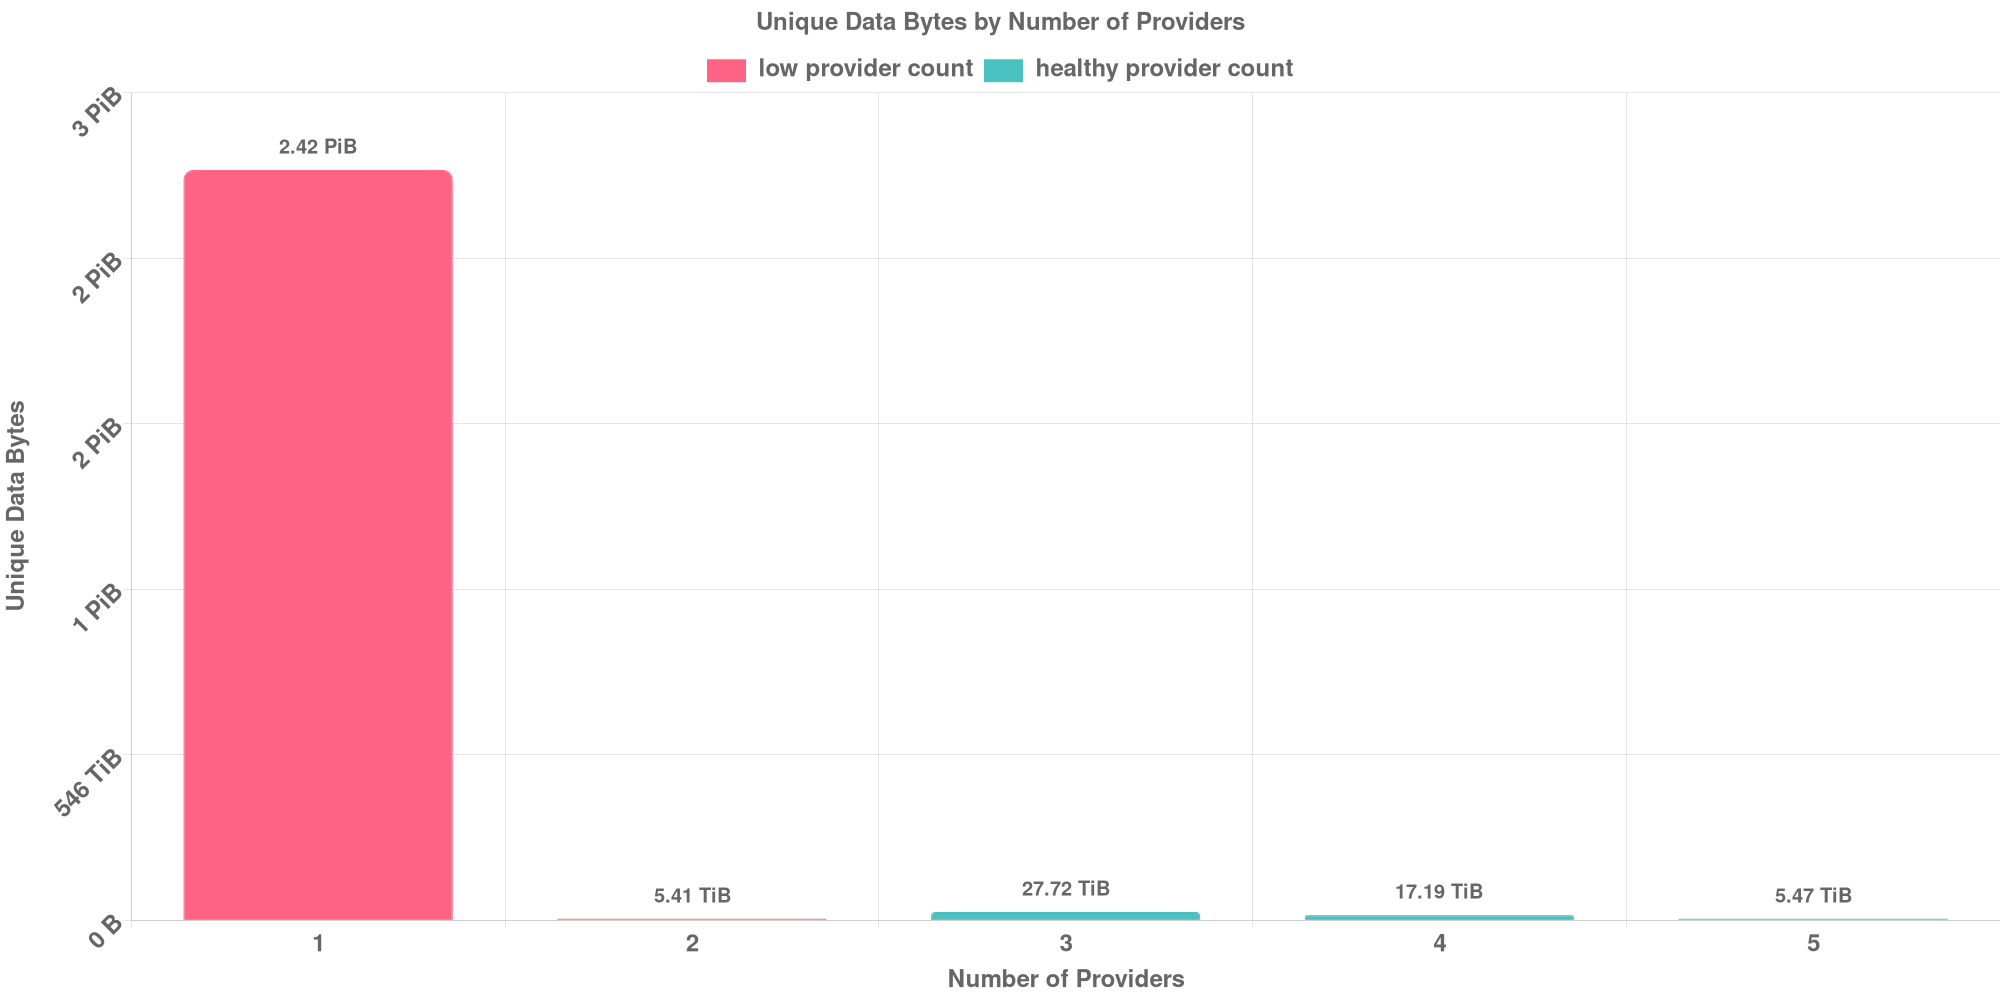 Unique Data Bytes by Number of Providers
low provider count
healthy provider count
Unique Data Bytes
3 PiB
2 PiB
2 PiB
1 PiB
546 TiB
0 B
2.42 PiB
5.41 TiB
27.72 TiB
17.19 TiB
5.47 TiB
1
2
3
4
5
Number of Providers